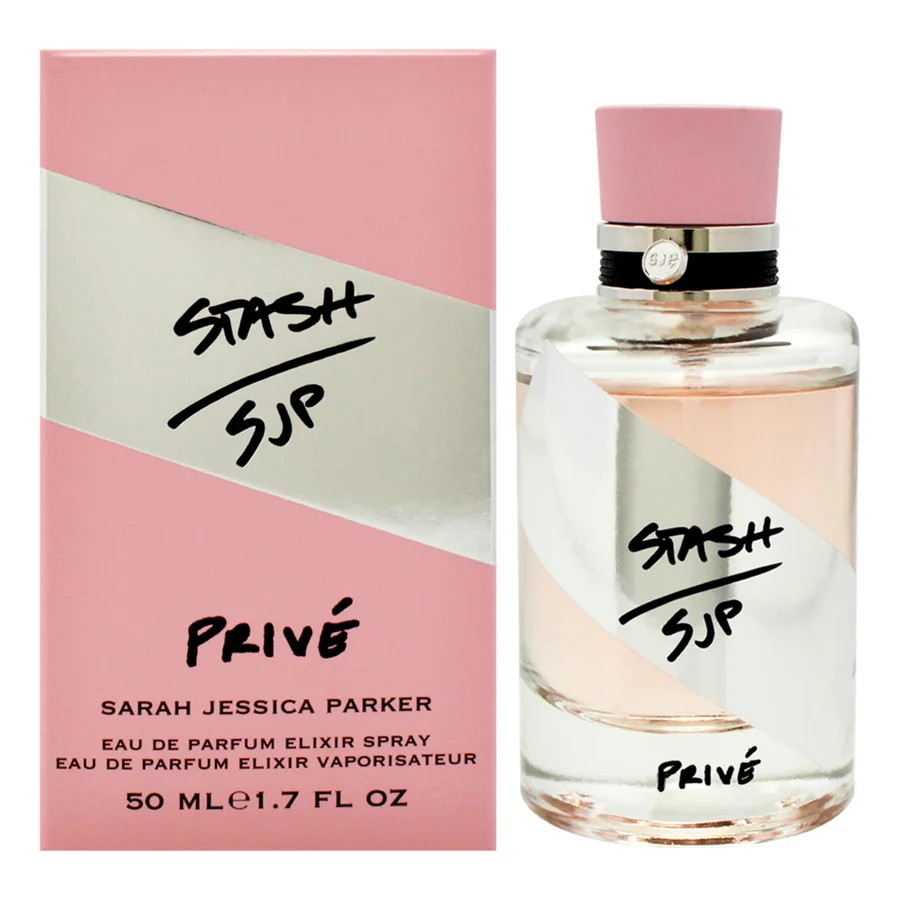 STASH
SJP
PRIVÉ
SARAH JESSICA PARKER
EAU DE PARFUM ELIXIR SPRAY
EAU DE PARFUM ELIXIR VAPORISATEUR
50 ML℮1.7 FL OZ
SJP
STASH
SJP
PRIVÉ